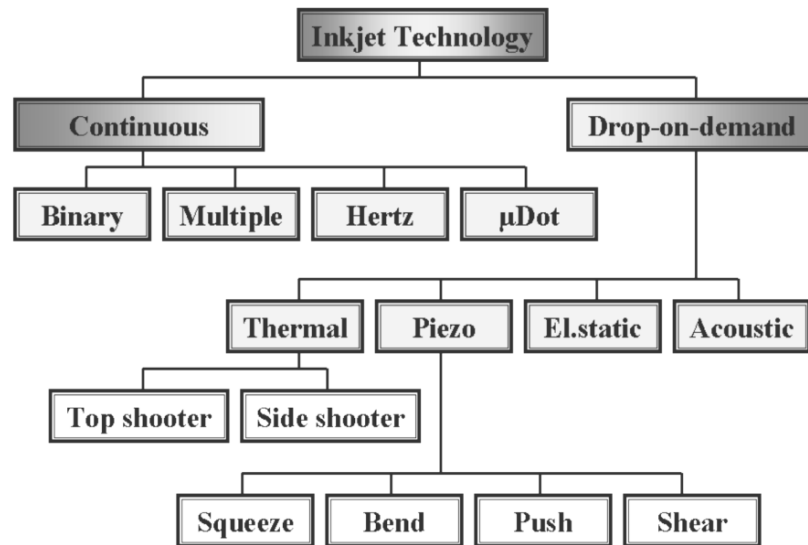 Inkjet Technology
Continuous
Drop-on-demand
Binary
Multiple
Hertz
µDot
Thermal
Piezo
El.static
Acoustic
Top shooter
Side shooter
Squeeze
Bend
Push
Shear